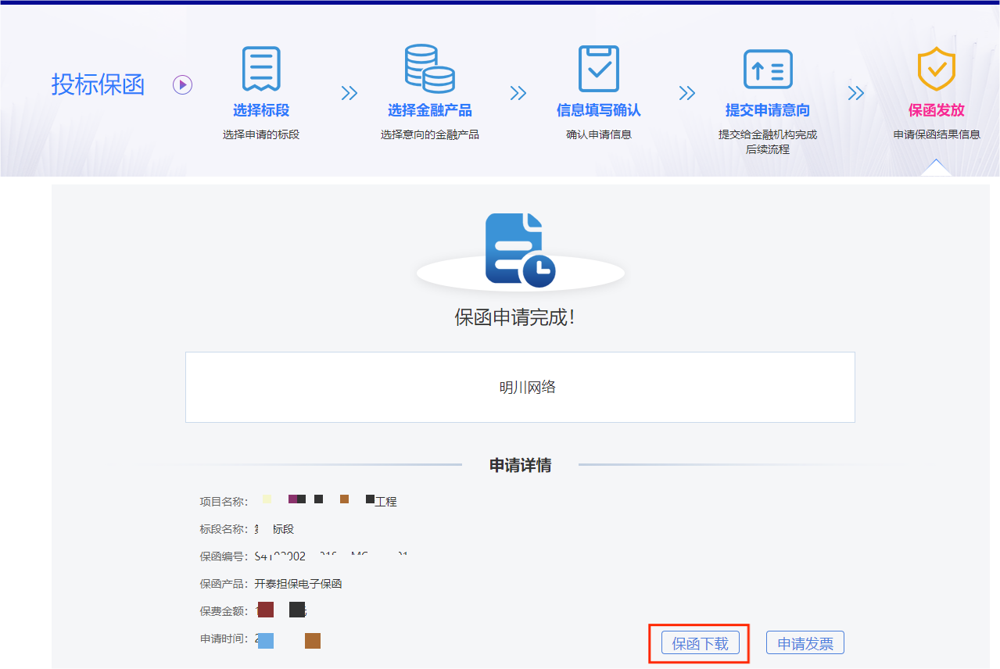 投标保函
选择标段
选择申请的标段
选择金融产品
选择意向的金融产品
信息填写确认
确认申请信息
提交申请意向
提交给金融机构完成
后续流程
保函发放
申请保函结果信息
保函申请完成！
明川网络
申请详情
项目名称： 工程
标段名称： 标段
保函编号：
保函产品：开泰担保电子保函
保费金额：
申请时间：
保函下载
申请发票